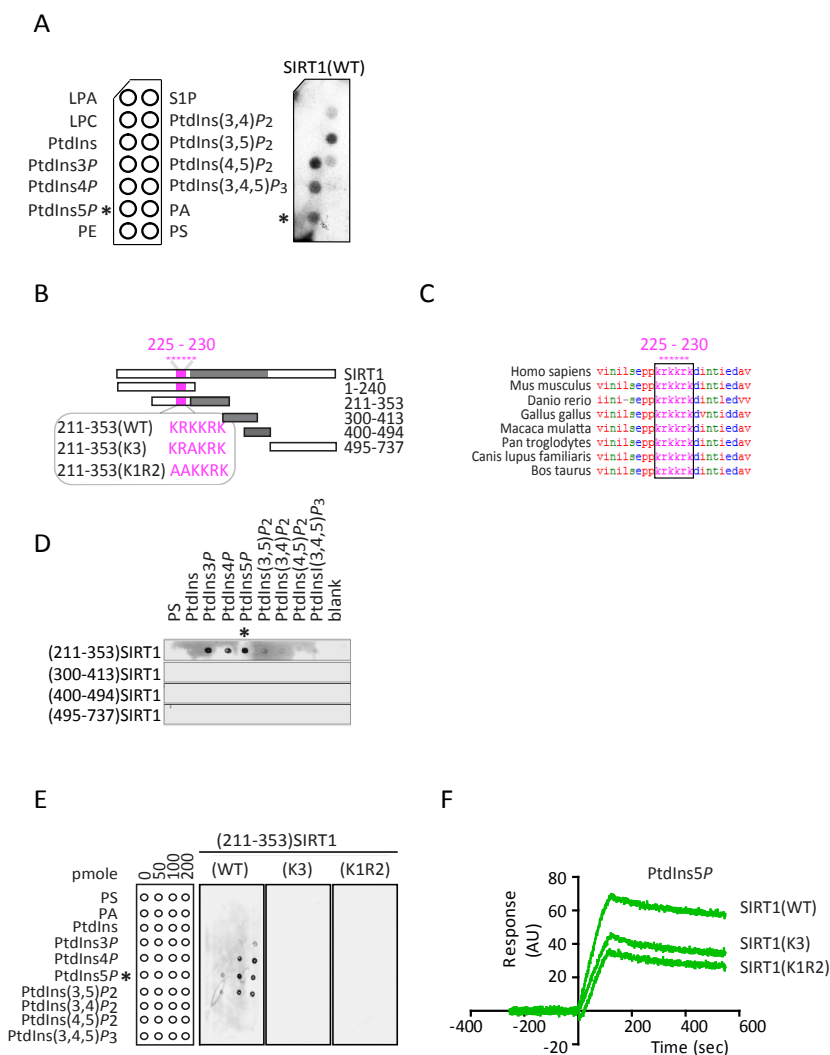 A
SIRT1(WT)
LPA S1P
LPC PtdIns(3,4)P2
PtdIns PtdIns(3,5)P2
PtdIns3P PtdIns(4,5)P2
PtdIns4P PtdIns(3,4,5)P3
PtdIns5P * PA *
PE PS
B
225 - 230
******
SIRT1
1-240
211-353
300-413
400-494
495-737
211-353(WT) KRKKRK
211-353(K3) KRAKRK
211-353(K1R2) AAKKRK
C
225 - 230
******
Homo sapiens vinilseppkrkkrkdintiedav
Mus musculus vinilseppkrkkrkdintiedav
Danio rerio iini-seppkrkkrkdintledvv
Gallus gallus vinilseppkrkkrkdvntiddav
Macaca mulatta vinilseppkrkkrkdintiedav
Pan troglodytes vinilseppkrkkrkdintiedav
Canis lupus familiaris vinilseppkrkkrkdintiedav
Bos taurus vinilseppkrkkrkdintiedav
D
PS
PtdIns
PtdIns3P
PtdIns4P
PtdIns5P
PtdIns(3,5)P2
PtdIns(3,4)P2
PtdIns(4,5)P2
PtdInsI(3,4,5)P3
blank
*
(211-353)SIRT1
(300-413)SIRT1
(400-494)SIRT1
(495-737)SIRT1
E
(211-353)SIRT1
pmole 0 50 100 200 (WT) (K3) (K1R2)
PS
PA
PtdIns
PtdIns3P
PtdIns4P
PtdIns5P *
PtdIns(3,5)P2
PtdIns(3,4)P2
PtdIns(4,5)P2
PtdIns(3,4,5)P3
F
PtdIns5P
Response
(AU)
80
60
40
20
-20
-400 -200 200 400 600
Time (sec)
SIRT1(WT)
SIRT1(K3)
SIRT1(K1R2)